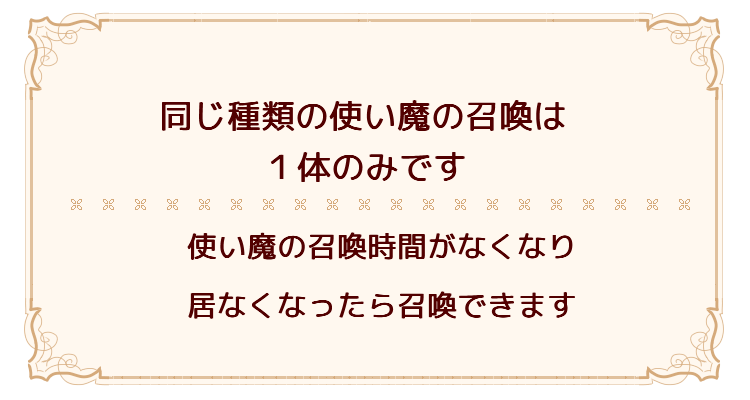 同じ種類の使い魔の召喚は
１体のみです
使い魔の召喚時間がなくなり
居なくなったら召喚できます